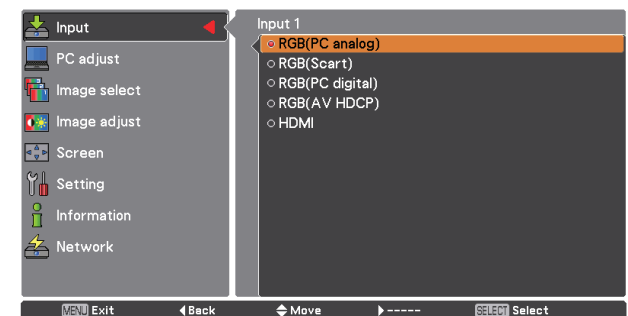 Input
PC adjust
Image select
Image adjust
Screen
Setting
Information
Network
Input 1
RGB(PC analog)
RGB(Scart)
RGB(PC digital)
RGB(AV HDCP)
HDMI
MENU Exit Back Move ----- SELECT Select